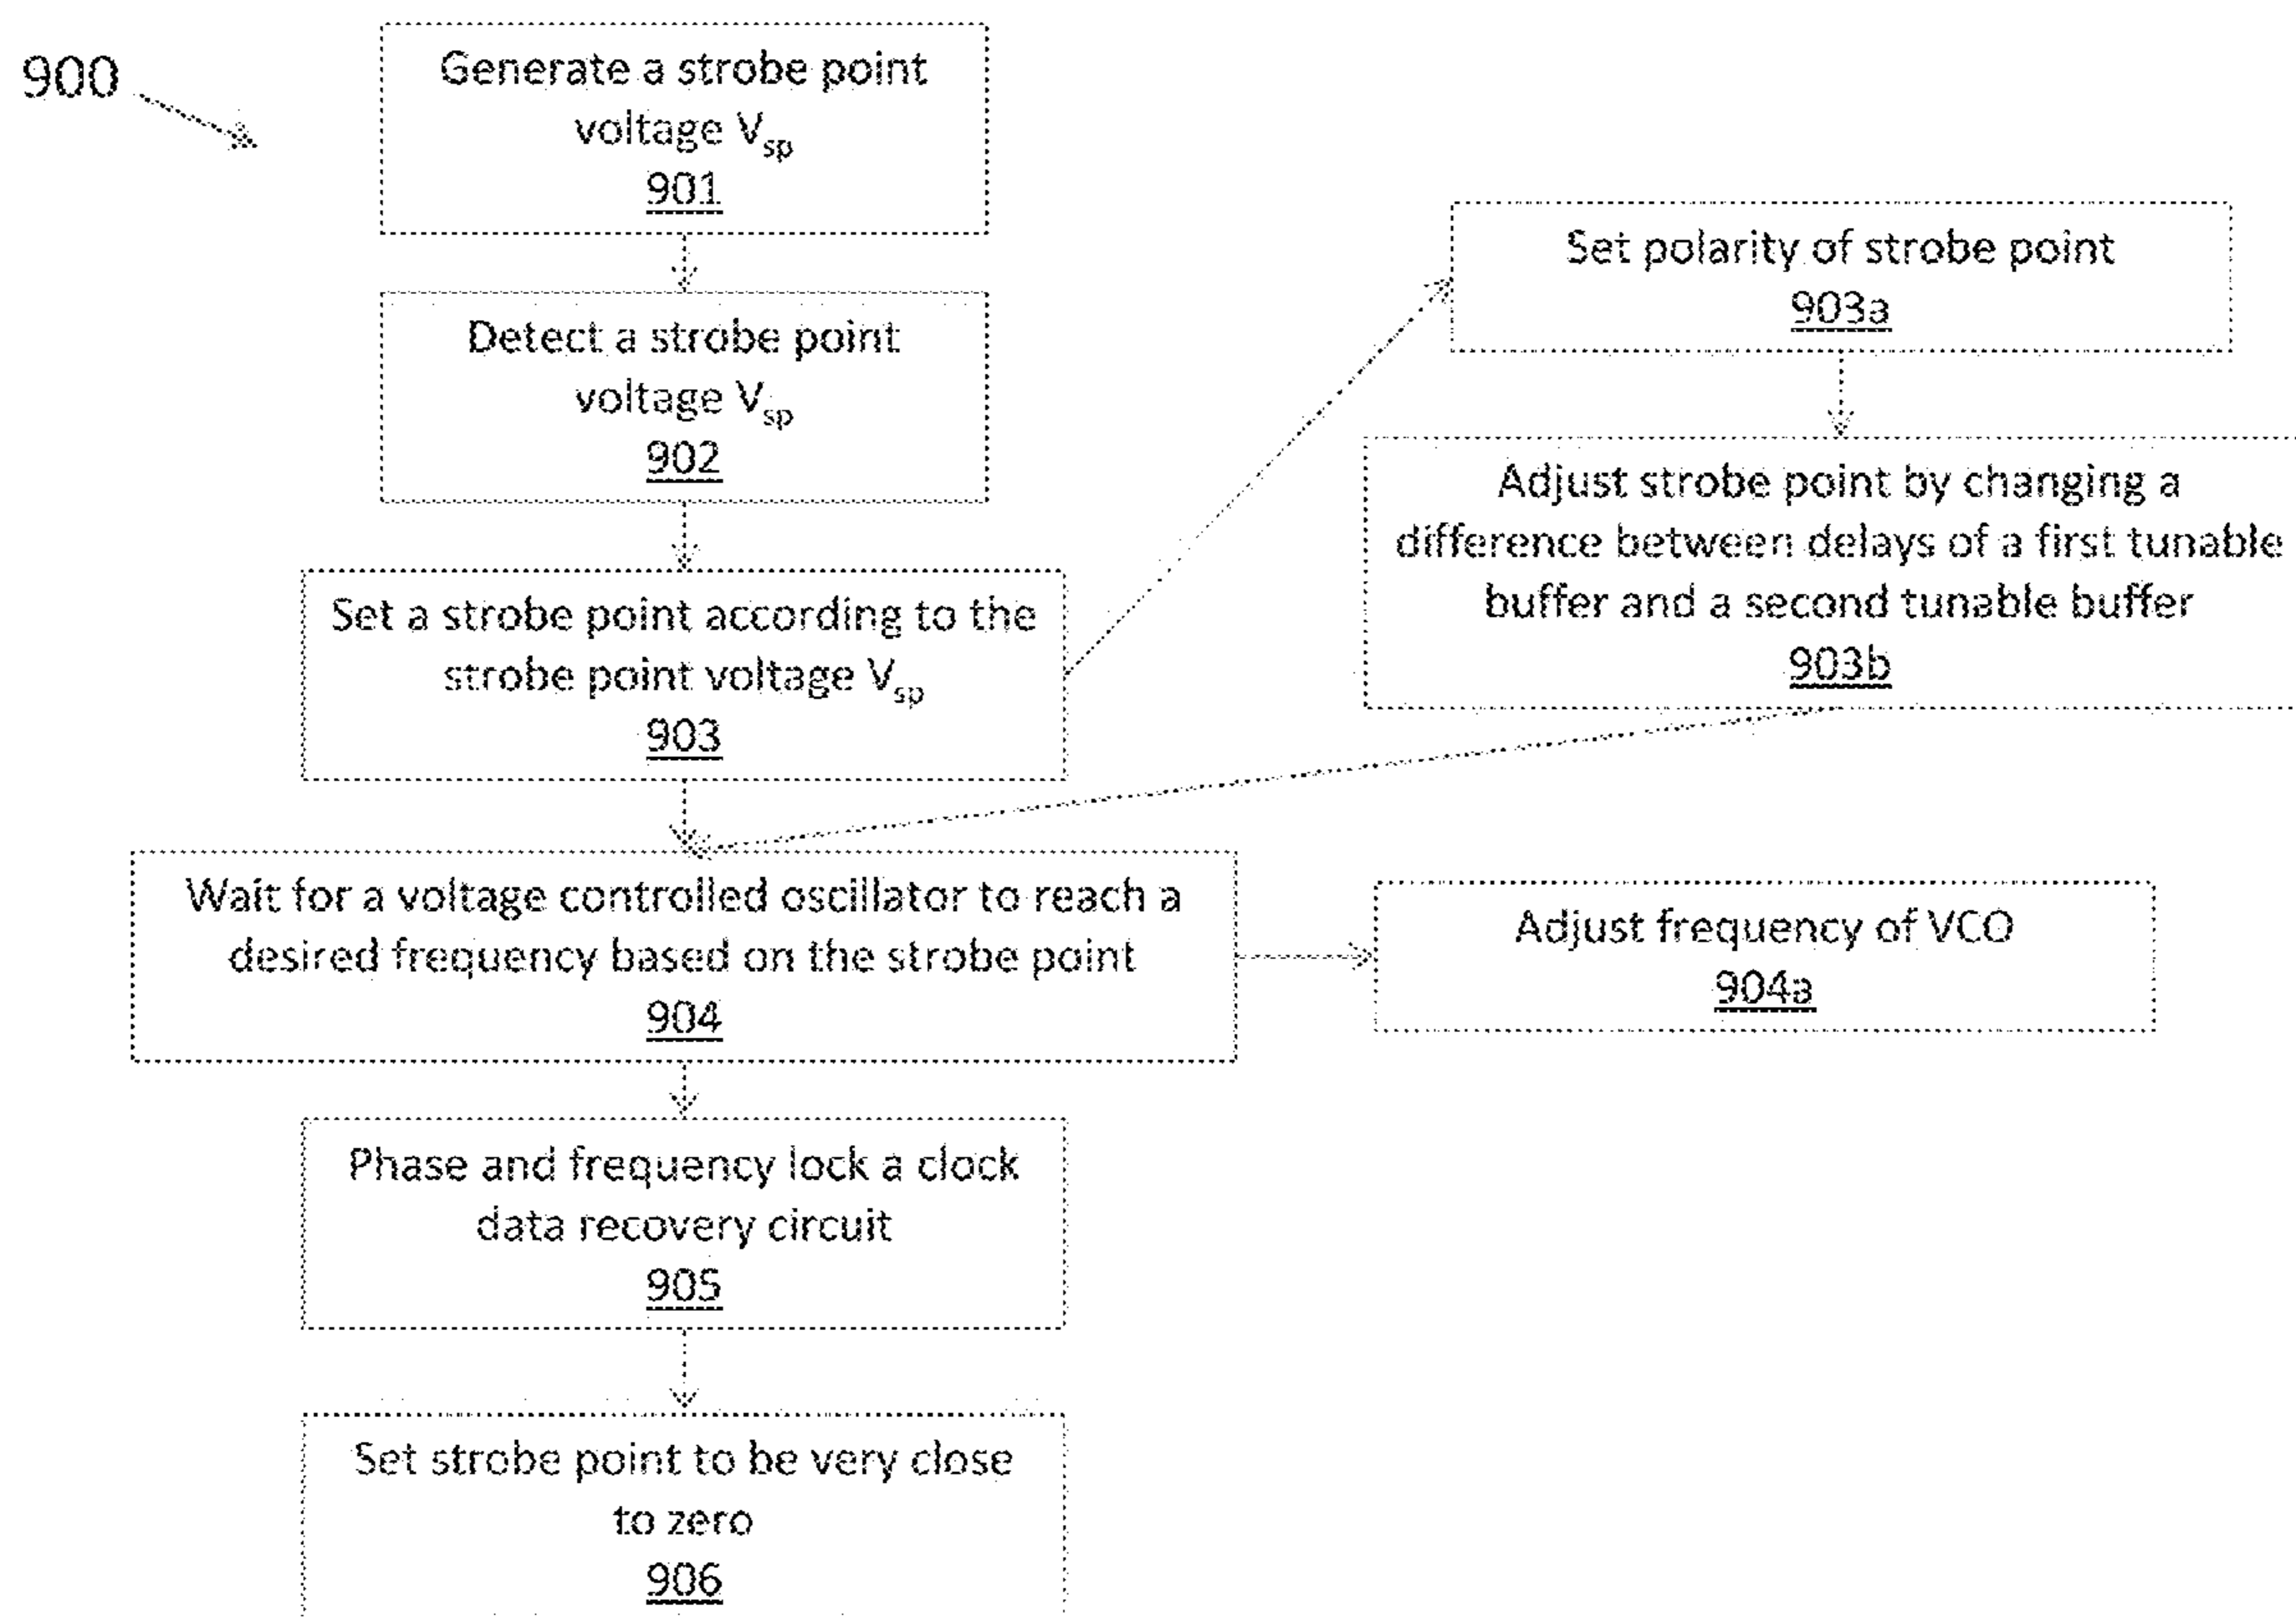 900
Generate a strobe point
voltage Vsp
901
Detect a strobe point
voltage Vsp
902
Set a strobe point according to the
strobe point voltage Vsp
903
Set polarity of strobe point
903a
Adjust strobe point by changing a
difference between delays of a first tunable
buffer and a second tunable buffer
903b
Wait for a voltage controlled oscillator to reach a
desired frequency based on the strobe point
904
Adjust frequency of VCO
904a
Phase and frequency lock a clock
data recovery circuit
905
Set strobe point to be very close
to zero
906